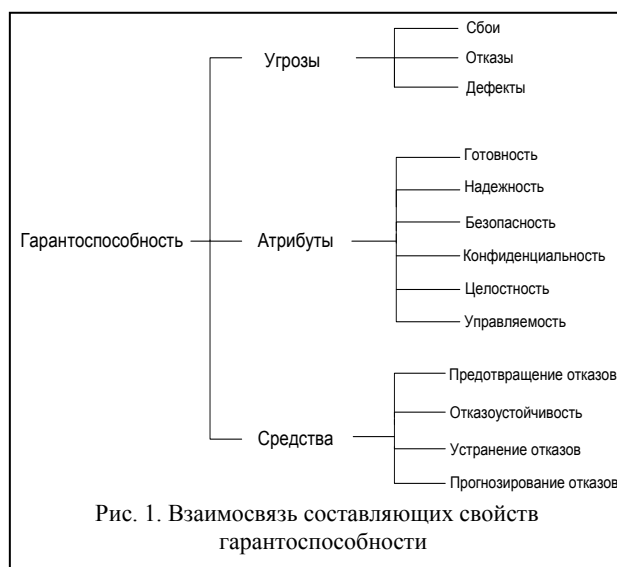 Сбои
Угрозы
Отказы
Дефекты
Готовность
Надежность
Безопасность
Гарантоспособность
Атрибуты
Конфиденциальность
Целостность
Управляемость
Предотвращение отказов
Отказоустойчивость
Средства
Устранение отказов
Прогнозирование отказов
Рис. 1. Взаимосвязь составляющих свойств
гарантоспособности